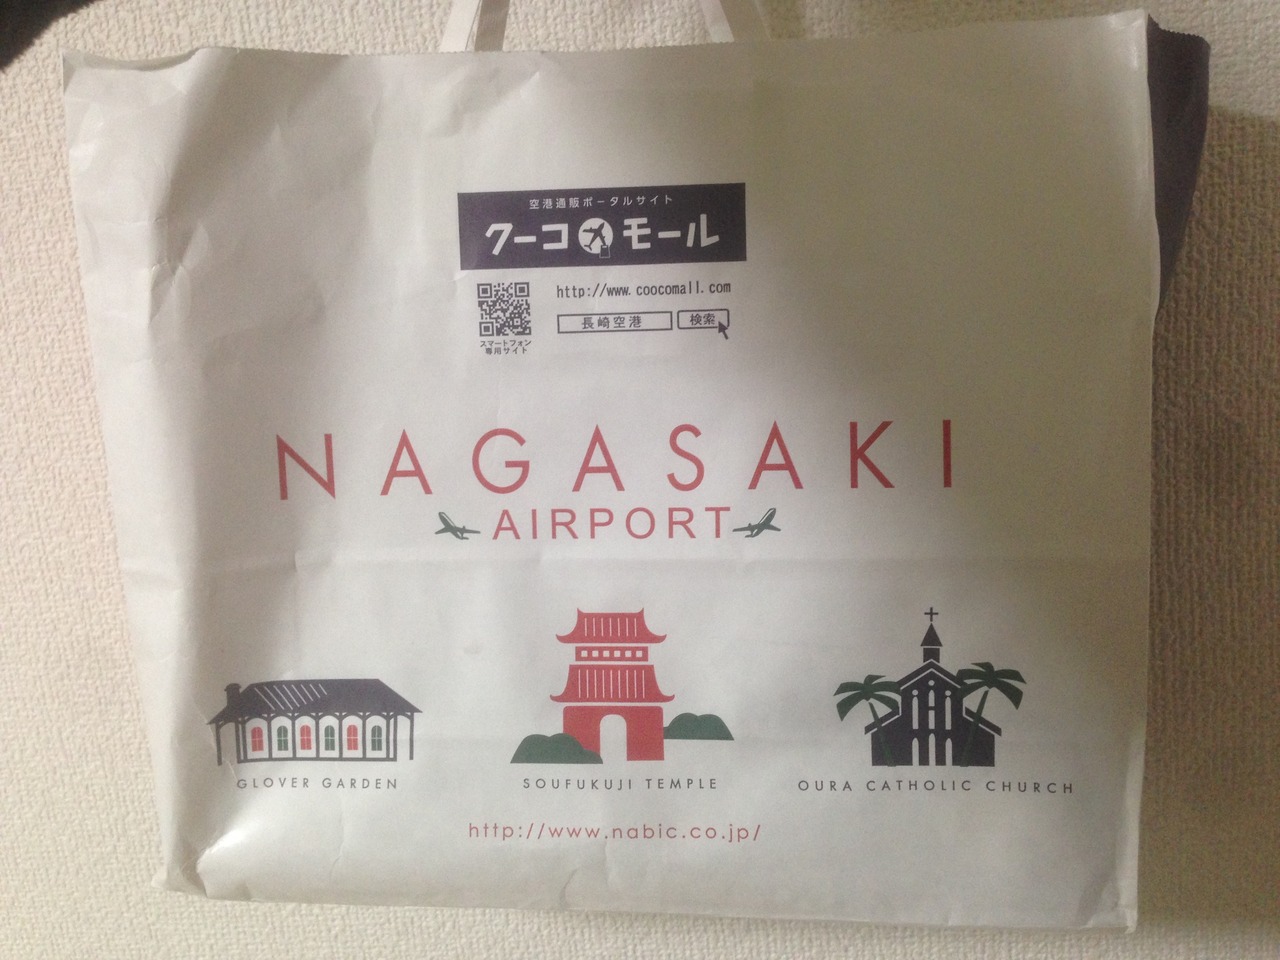 空港通販ポータルサイト
クーコモール
http://www.coocomall.com
長崎空港 検索
スマートフォン
専用サイト
NAGASAKI
AIRPORT
GLOVER GARDEN
SOUFUKUJI TEMPLE
OURA CATHOLIC CHURCH
http://www.nabic.co.jp/